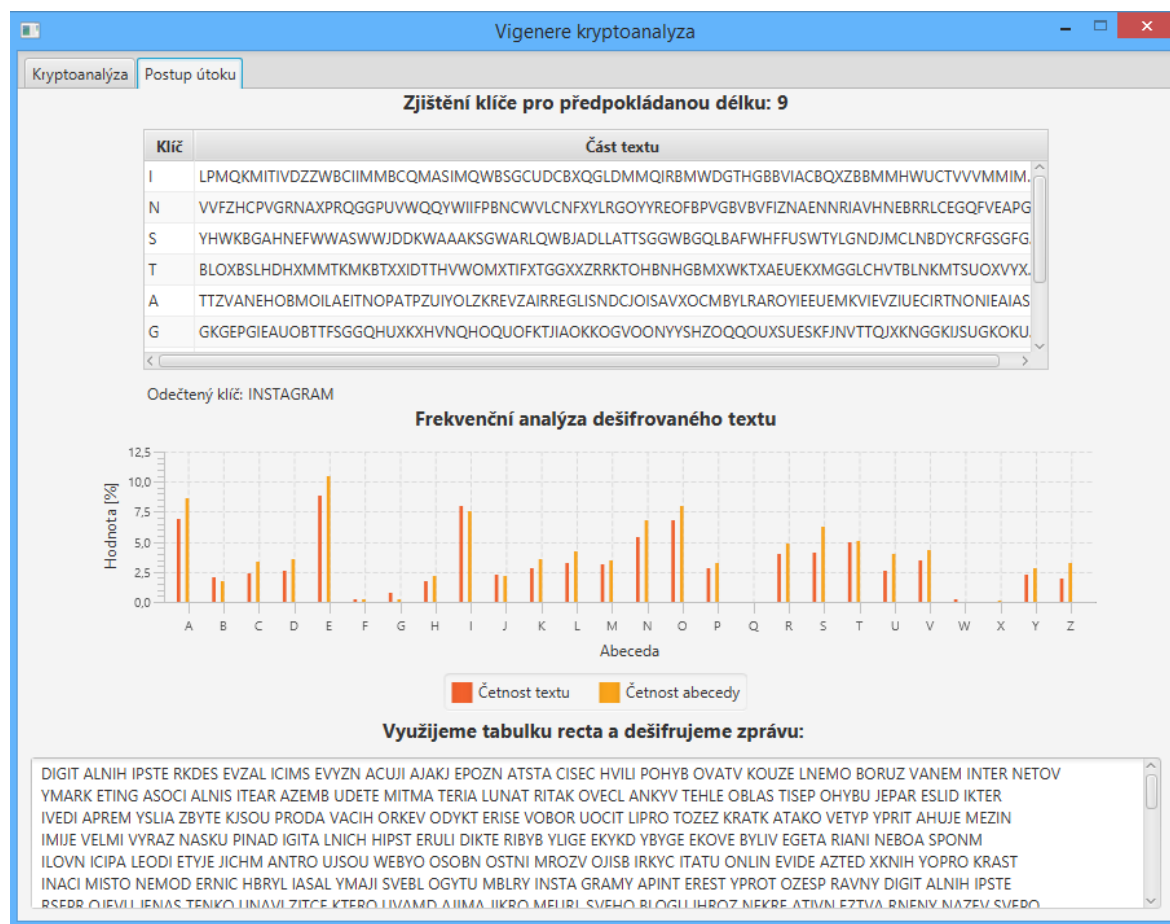 Vigenere kryptoanalyza
Kryptoanalýza Postup útoku
Zjištění klíče pro předpokládanou délku: 9
Klíč Část textu
I LPMQKMITIVDZZWBCIIMMBCQMASIMQWBSGCUDCBXQGLDMMQIRBMWDGTHGBBVIACBQXZBBMMHWUCTVVVMMIM.
N VVFZHCPVGRNAXPRQGGPUVWQQYWIIFPBNCWVLCNFXYLRGOYYREOFBPVGBVBVFIZNAENNRIAVHNEBRRLCEGQFVEAPG
S YHWKBGAHNEFWWASWWJDDKWAAAKSGWARLQWBJADLLATTSGGWBGQLBAFWHFFUSWTYLGNDJMCLNBDYCRFGSGFG.
T BLOXBSLHDHXMMTKMKBTXXIDTTHVWOMXTIFXTGGXXZRRKTOHBNHGBMXWKTXAEUEKXMGGLCHVTBLNKMTSUOXVYX.
A TTZVANEHOBMOILAEITNOPATPZUIYOLZKREVZAIRREGLISNDCJOISAVXOCMBYLRAROYIEEUEMKVIEVZIUECIRTNONIEAIAS
G GKGEPGIEAUOBTTFSGGQHUXKXHVNQHOQUOFKTJIAOKKOGVOONYYSHZOQQOUXSUESKFJNVTTQJXKNGGKIJSUGKOKU.
Odečtený klíč: INSTAGRAM
Frekvenční analýza dešifrovaného textu
Hodnota [%]
12,5
10,0
7,5
5,0
2,5
0,0
A B C D E F G H I J K L M N O P Q R S T U V W X Y Z
Abeceda
Četnost textu Četnost abecedy
Využijeme tabulku recta a dešifrujeme zprávu:
DIGIT ALNIH IPSTE RKDES EVZAL ICIMS EVYZN ACUJI AJAKJ EPOZN ATSTA CISEC HVILI POHYB OVATV KOUZE LNEMO BORUZ VANEM INTER NETOV
YMARK ETING ASOCI ALNIS ITEAR AZEMB UDETE MITMA TERIA LUNAT RITAK OVECL ANKYV TEHLE OBLAS TISEP OHYBU JEPAR ESLID IKTER
IVEDI APREM YSLIA ZBYTE KJSOU PRODA VACIH ORKEV ODYKT ERISE VOBOR UOCIT LIPRO TOZEZ KRATK ATAKO VETYP YPRIT AHUJE MEZIN
IMIJE VELMI VYRAZ NASKU PINAD IGITA LNICH HIPST ERULI DIKTE RIBYB YLIGE EKYKD YBYGE EKOVE BYLIV EGETA RIANI NEBOA SPONM
ILOVN ICIPA LEODI ETYJE JICHM ANTRO UJSOU WEBYO OSOBN OSTNI MROZV OJISB IRKYC ITATU ONLIN EVIDE AZTED XKNIH YOPRO KRAST
INACI MISTO NEMOD ERNIC HBRYL IASAL YMAJI SVEBL OGYTU MBLRY INSTA GRAMY APINT EREST YPROT OZESP RAVNY DIGIT ALNIH IPSTE